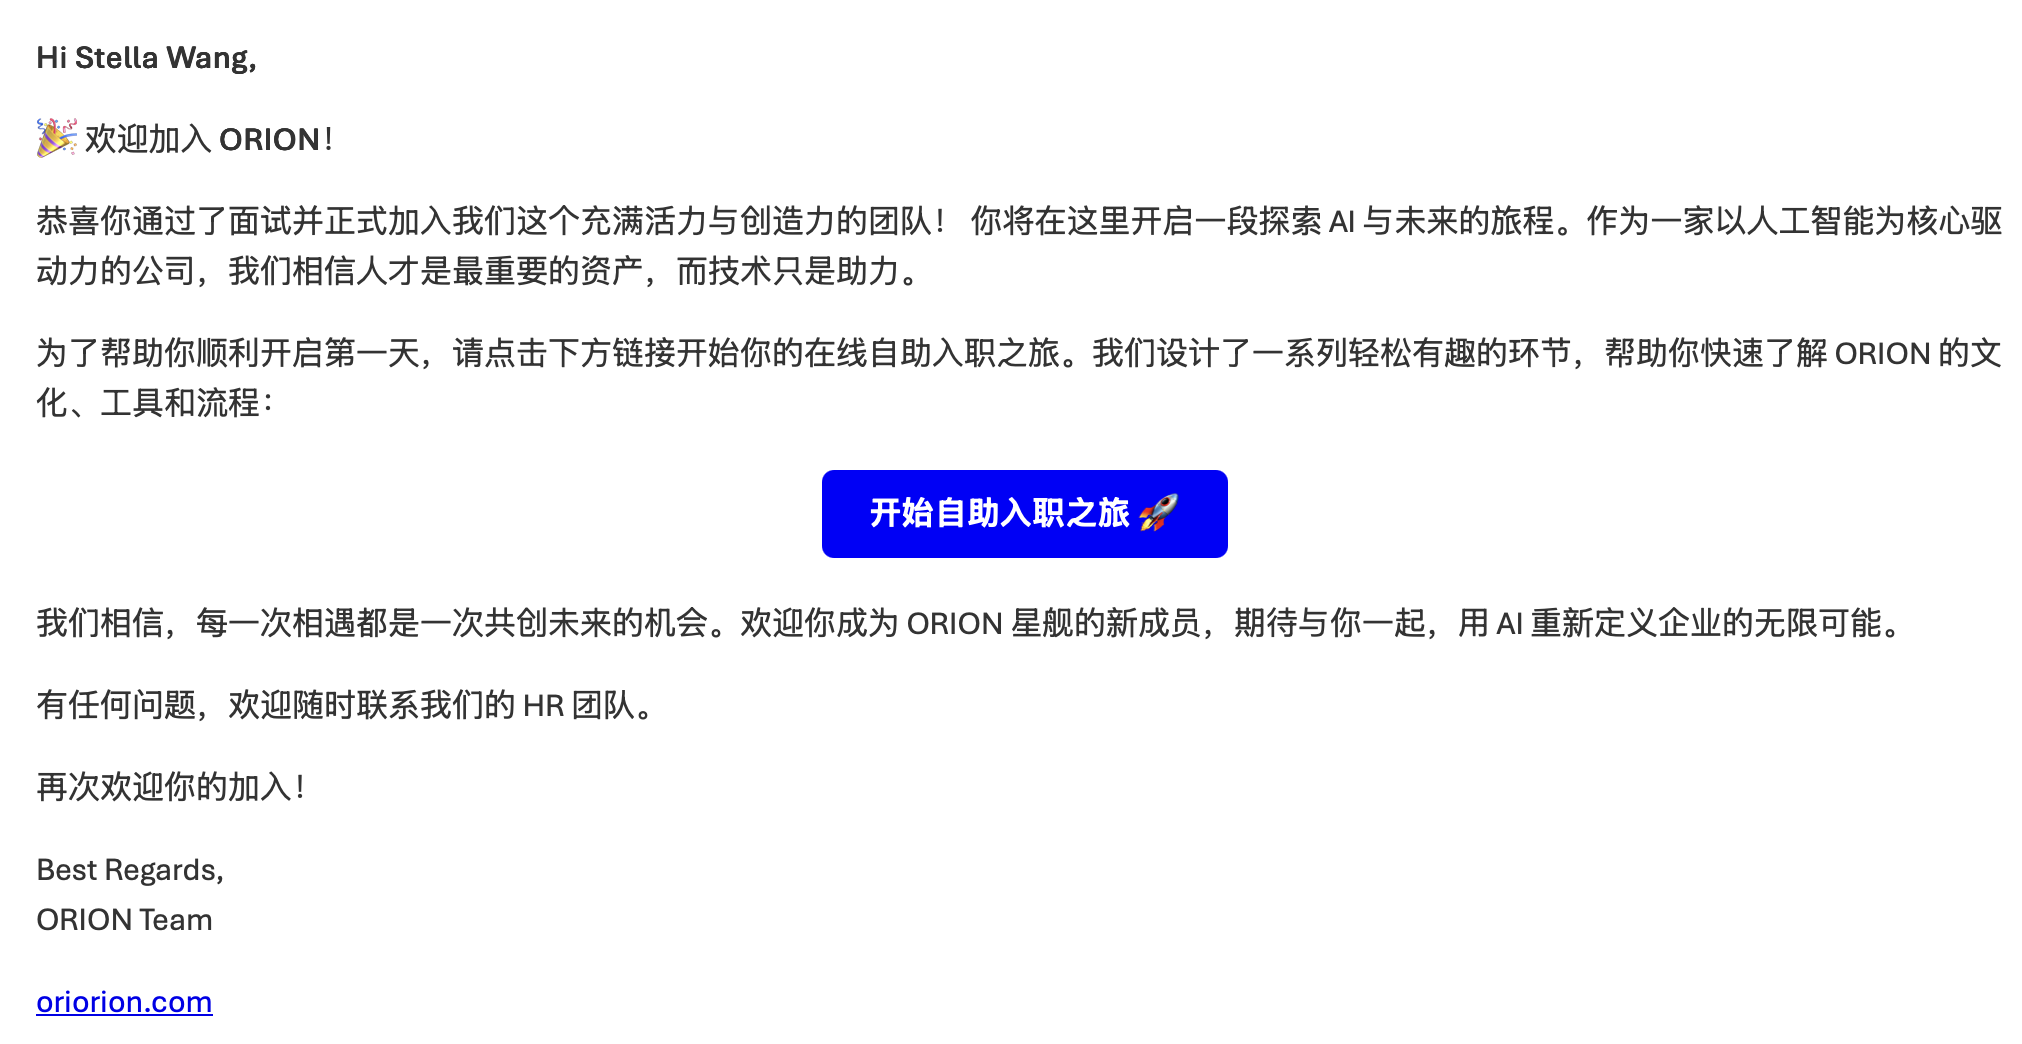 Hi Stella Wang,
🎉 欢迎加入 ORION！
恭喜你通过了面试并正式加入我们这个充满活力与创造力的团队！ 你将在这里开启一段探索 AI 与未来的旅程。作为一家以人工智能为核心驱
动力的公司，我们相信人才是最重要的资产，而技术只是助力。
为了帮助你顺利开启第一天，请点击下方链接开始你的在线自助入职之旅。我们设计了一系列轻松有趣的环节，帮助你快速了解 ORION 的文
化、工具和流程：
开始自助入职之旅 🚀
我们相信，每一次相遇都是一次共创未来的机会。欢迎你成为 ORION 星舰的新成员，期待与你一起，用 AI 重新定义企业的无限可能。
有任何问题，欢迎随时联系我们的 HR 团队。
再次欢迎你的加入！
Best Regards,
ORION Team
oriorion.com